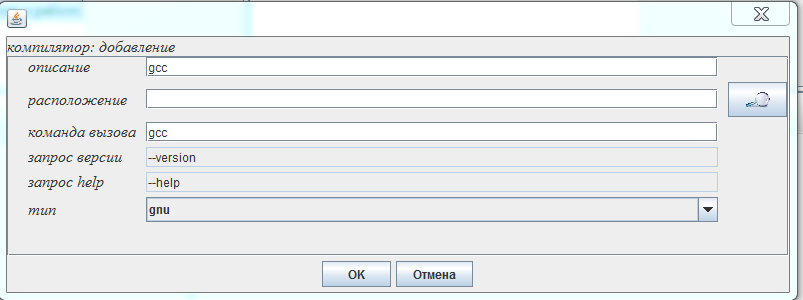 компилятор: добавление
описание gcc
расположение
команда вызова gcc
запрос версии --version
запрос help --help
тип gnu
OK Отмена